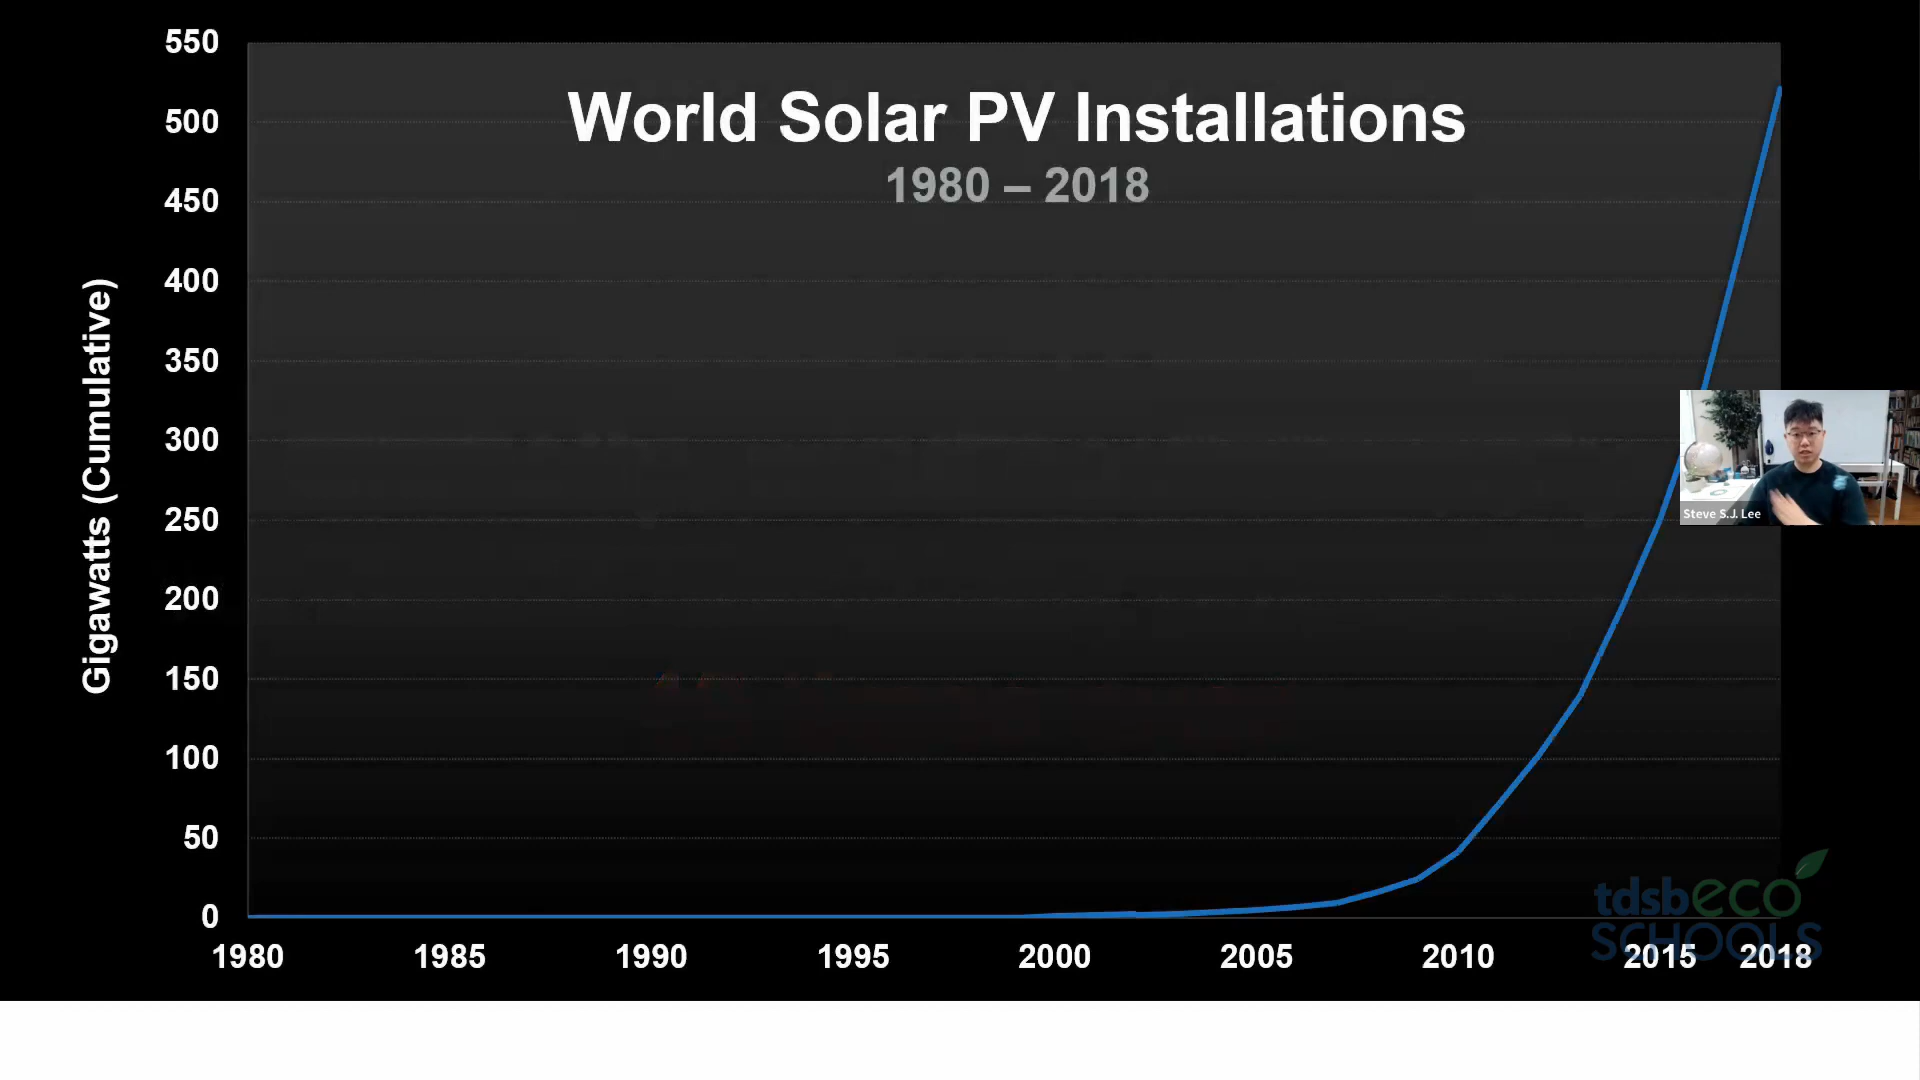 World Solar PV Installations
1980 – 2018
Gigawatts (Cumulative)
550
500
450
400
350
300
250
200
150
100
50
0
1980 1985 1990 1995 2000 2005 2010 2015 2018
Steve S.J. Lee
tdsbeco
SCHOOLS